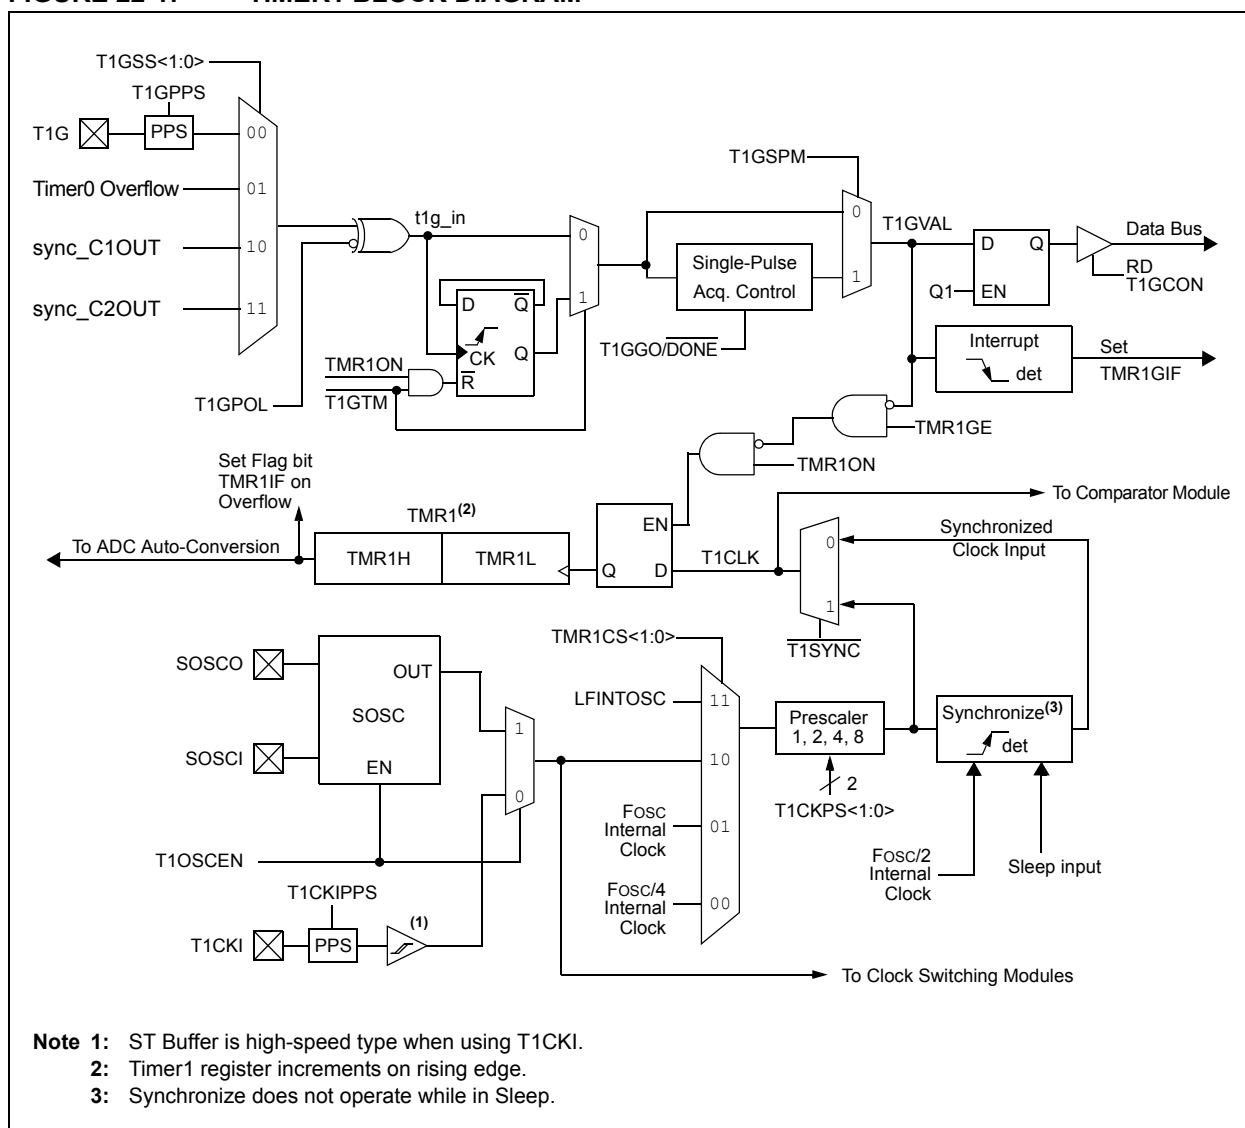 T1GSS<1:0>
T1GPPS
T1G
PPS
00
Timer0 Overflow
01
sync_C1OUT
10
sync_C2OUT
11
T1GPOL
t1g_in
0
1
D
Q
CK
Q
R
TMR1ON
T1GTM
T1GSPM
0
1
Single-Pulse
Acq. Control
T1GGO/DONE
T1GVAL
D
Q
Q1
EN
Data Bus
RD
T1GCON
Interrupt
det
Set
TMR1GIF
TMR1GE
TMR1ON
Set Flag bit
TMR1IF on
Overflow
To ADC Auto-Conversion
TMR1(2)
TMR1H
TMR1L
EN
Q
D
T1CLK
To Comparator Module
0
1
Synchronized
Clock Input
T1SYNC
SOSCO
SOSCI
OUT
SOSC
EN
1
0
T1OSCEN
T1CKIPPS
T1CKI
PPS
(1)
TMR1CS<1:0>
LFINTOSC
11
10
FOSC
Internal
Clock
01
FOSC/4
Internal
Clock
00
Prescaler
1, 2, 4, 8
2
T1CKPS<1:0>
Synchronize(3)
det
FOSC/2
Internal
Clock
Sleep input
To Clock Switching Modules
Note 1: ST Buffer is high-speed type when using T1CKI.
2: Timer1 register increments on rising edge.
3: Synchronize does not operate while in Sleep.